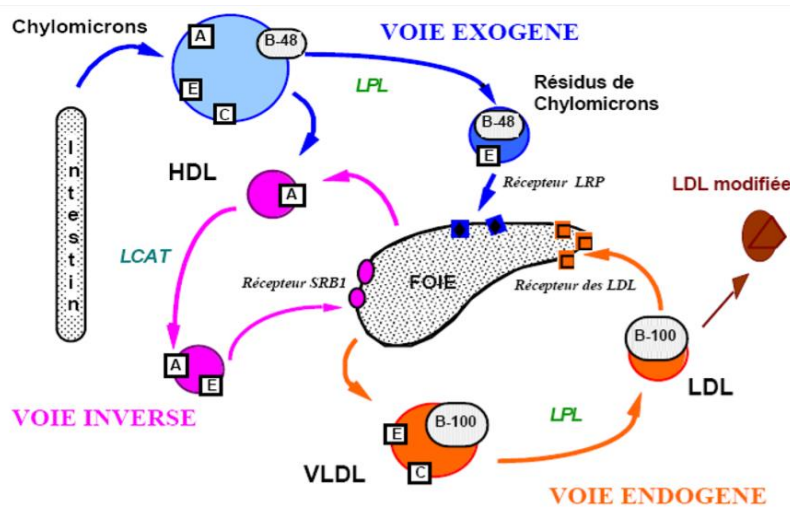 Chylomicrons
A
B-48
E
C
VOIE EXOGENE
LPL
Résidus de
Chylomicrons
B-48
E
Intestin
HDL
A
Récepteur LRP
LDL modifiée
LCAT
Récepteur SRB1
FOIE
Récepteur des LDL
A
E
VOIE INVERSE
B-100
LDL
E
B-100
C
VLDL
LPL
VOIE ENDOGENE